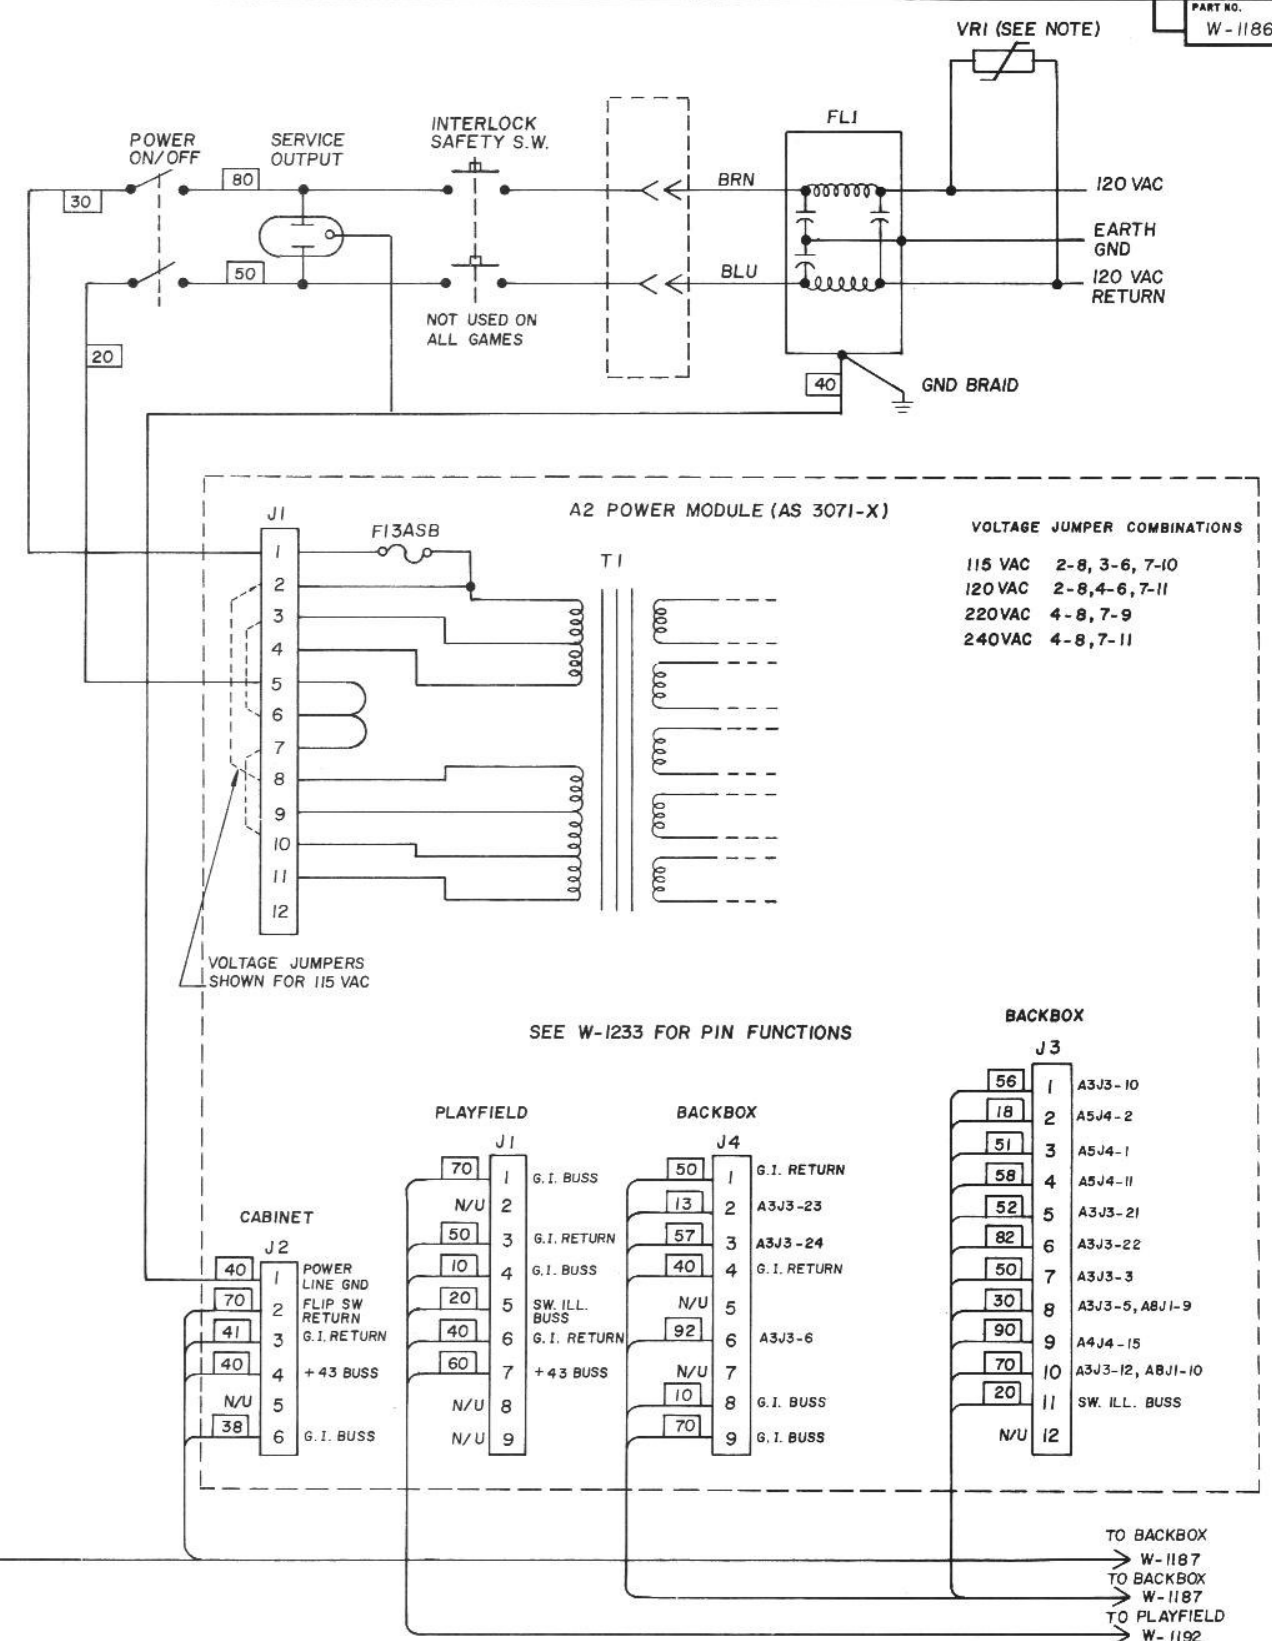 PART NO.
W-1186
VR1 (SEE NOTE)
FL1
INTERLOCK
SAFETY S.W.
POWER
ON/OFF
SERVICE
OUTPUT
30
80
BRN
120 VAC
EARTH
GND
50
BLU
120 VAC
RETURN
NOT USED ON
ALL GAMES
20
40
GND BRAID
A2 POWER MODULE (AS 3071-X)
J1
F13ASB
T1
VOLTAGE JUMPER COMBINATIONS
115 VAC 2-8, 3-6, 7-10
120 VAC 2-8, 4-6, 7-11
220VAC 4-8, 7-9
240VAC 4-8, 7-11
1
2
3
4
5
6
7
8
9
10
11
12
VOLTAGE JUMPERS
SHOWN FOR 115 VAC
SEE W-1233 FOR PIN FUNCTIONS
CABINET
J2
40 1 POWER
LINE GND
70 2 FLIP SW
RETURN
41 3 G.I. RETURN
40 4 +43 BUSS
N/U 5
38 6 G.I. BUSS
PLAYFIELD
J1
70 1 G.I. BUSS
N/U 2
50 3 G.I. RETURN
10 4 G.I. BUSS
20 5 SW. ILL.
BUSS
40 6 G.I. RETURN
60 7 +43 BUSS
N/U 8
N/U 9
BACKBOX
J4
50 1 G.I. RETURN
13 2 A3J3-23
57 3 A3J3-24
40 4 G.I. RETURN
N/U 5
92 6 A3J3-6
N/U 7
10 8 G.I. BUSS
70 9 G.I. BUSS
BACKBOX
J3
56 1 A3J3-10
18 2 A5J4-2
51 3 A5J4-1
58 4 A5J4-11
52 5 A3J3-21
82 6 A3J3-22
50 7 A3J3-3
30 8 A3J3-5, A8J1-9
90 9 A4J4-15
70 10 A3J3-12, A8J1-10
20 11 SW. ILL. BUSS
N/U 12
TO BACKBOX
W-1187
TO BACKBOX
W-1187
TO PLAYFIELD
W-1192